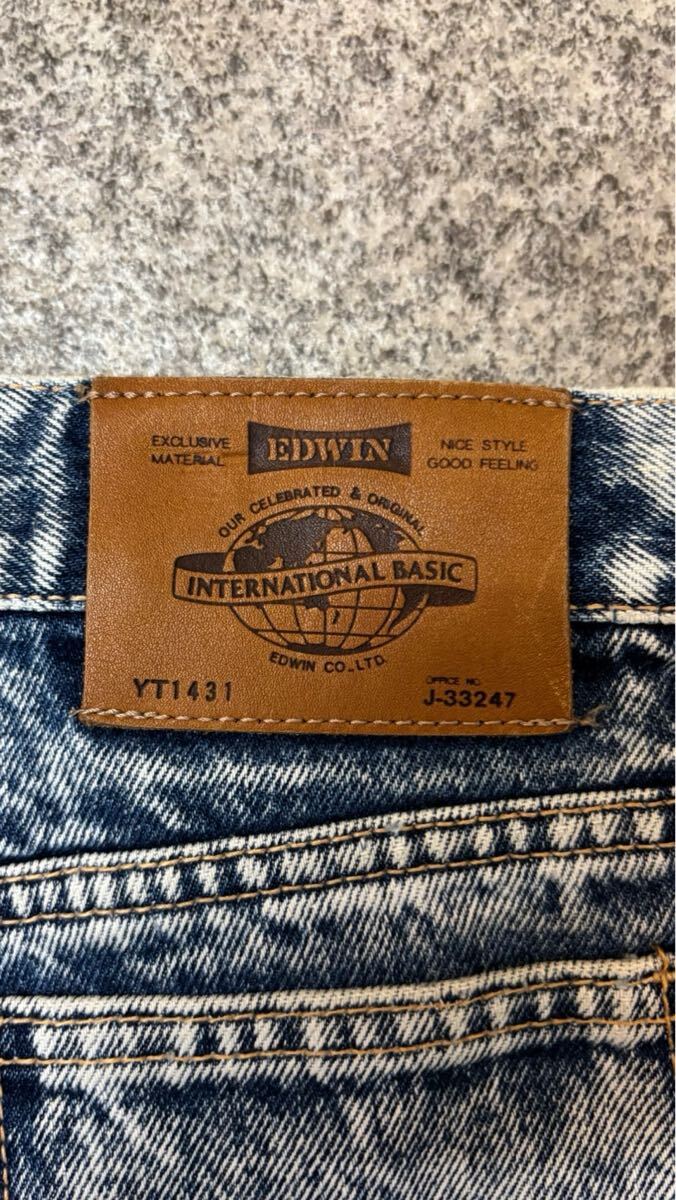 EXCLUSIVE
MATERIAL
EDWIN
NICE STYLE
GOOD FEELING
OUR CELEBRATED & ORIGINAL
INTERNATIONAL BASIC
EDWIN CO.,LTD.
YT1431
OFFICE NO.
J-33247